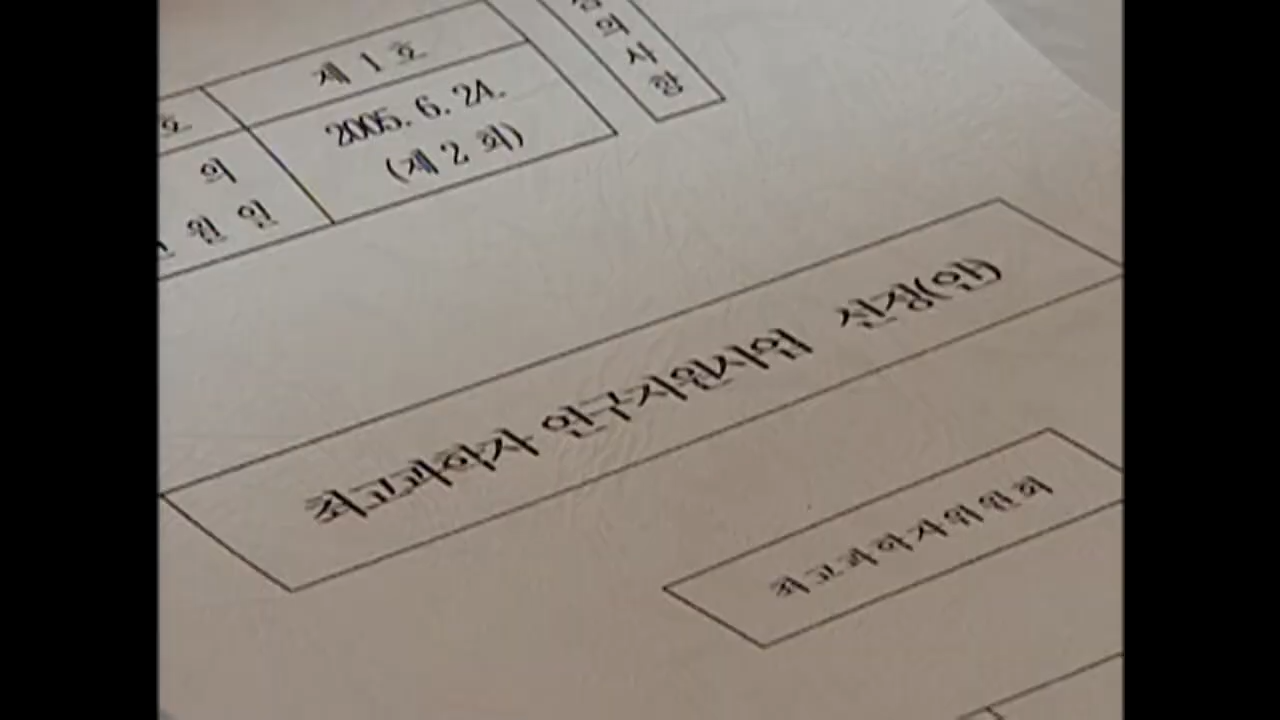 호 제 1 호
의
원 인
2005. 6. 24.
(제 2 회)
의사항
최고과학자 연구지원사업 선정(안)
최고과학자위원회